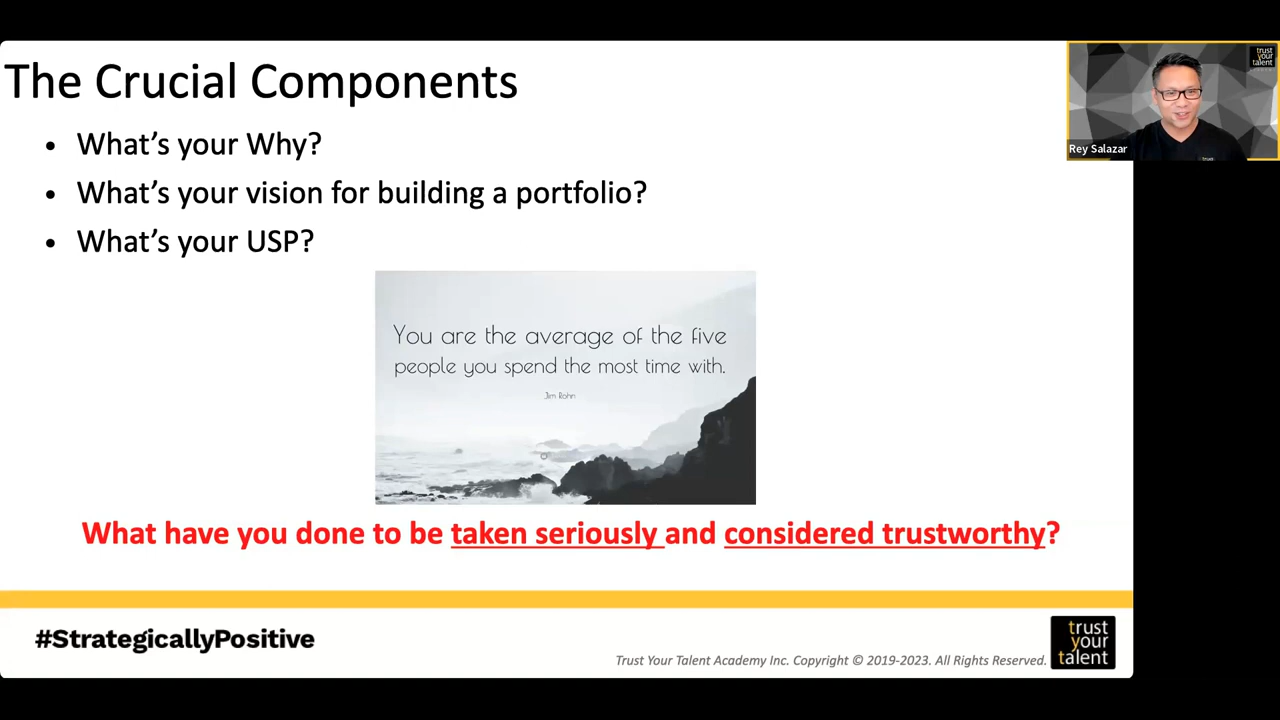 The Crucial Components
• What's your Why?
• What's your vision for building a portfolio?
• What's your USP?
You are the average of the five
people you spend the most time with.
Jim Rohn
What have you done to be taken seriously and considered trustworthy?
#StrategicallyPositive
Trust Your Talent Academy Inc. Copyright © 2019-2023. All Rights Reserved.
trust
your
talent
trust
your
talent
Rey Salazar